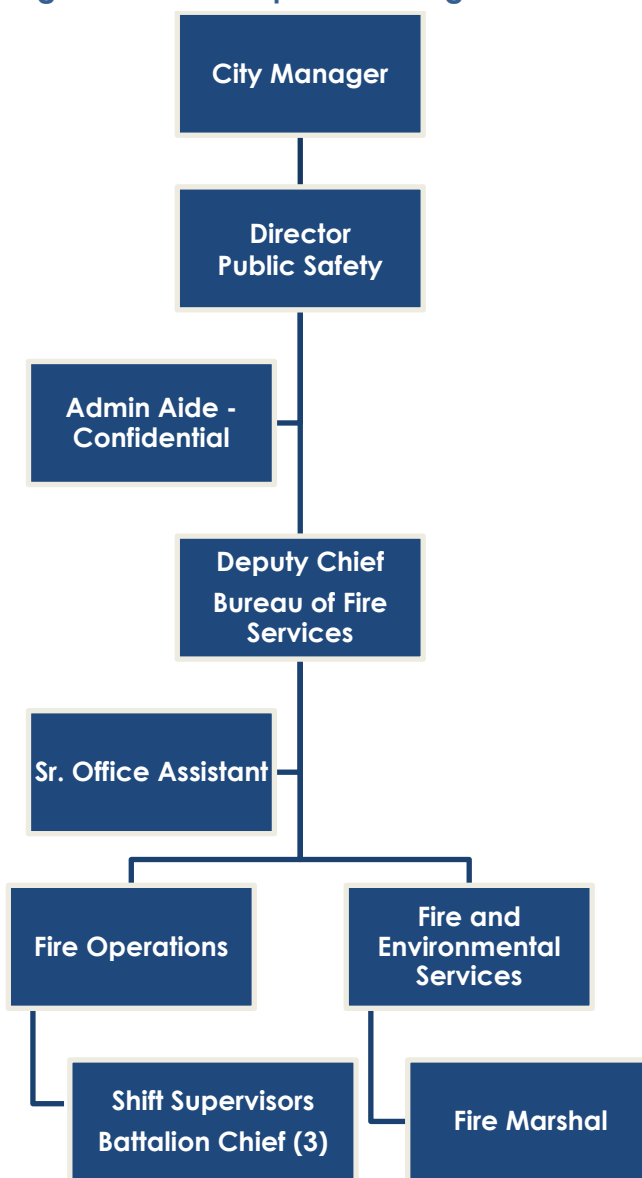 City Manager
Director
Public Safety
Admin Aide -
Confidential
Deputy Chief
Bureau of Fire
Services
Sr. Office Assistant
Fire Operations
Fire and
Environmental
Services
Shift Supervisors
Battalion Chief (3)
Fire Marshal